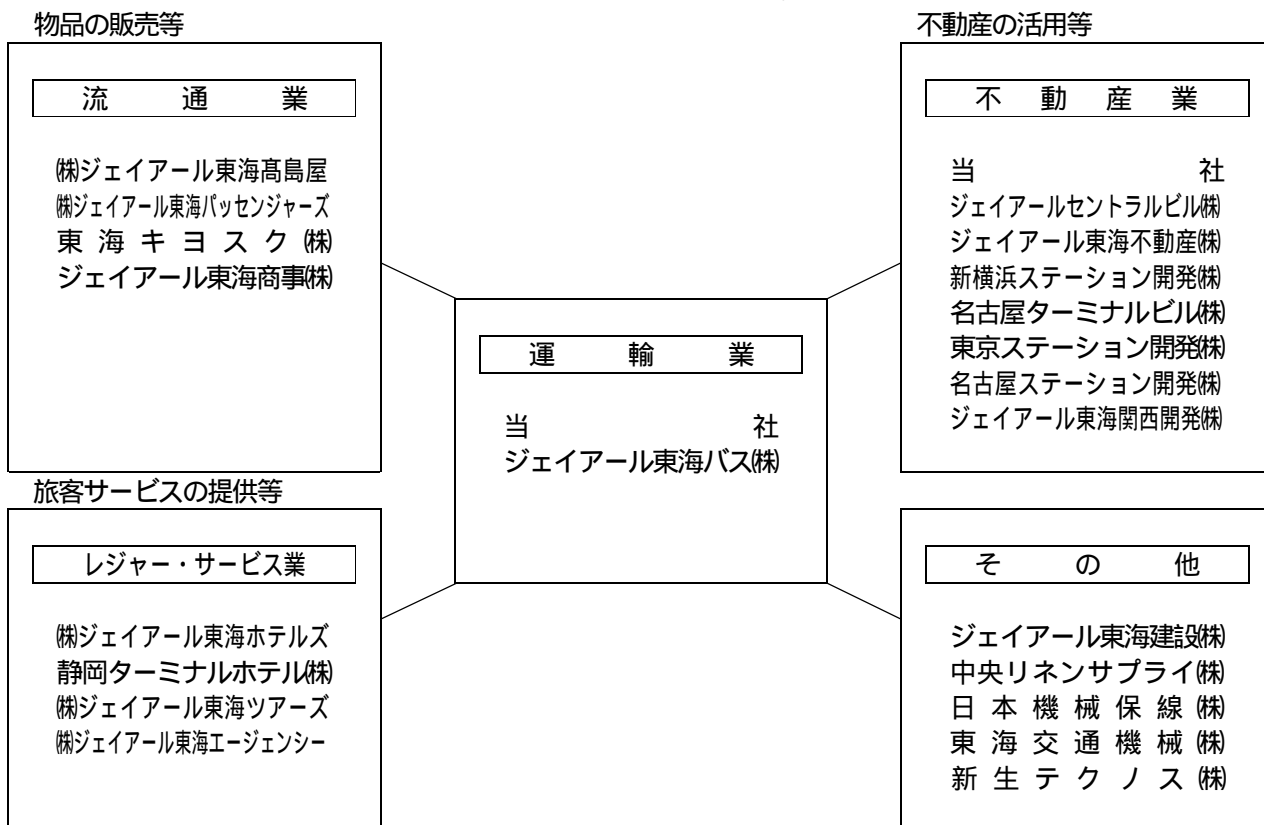 物品の販売等
流通業
㈱ジェイアール東海髙島屋
㈱ジェイアール東海パッセンジャーズ
東海キヨスク㈱
ジェイアール東海商事㈱
不動産の活用等
不動産業
当社
ジェイアールセントラルビル㈱
ジェイアール東海不動産㈱
新横浜ステーション開発㈱
名古屋ターミナルビル㈱
東京ステーション開発㈱
名古屋ステーション開発㈱
ジェイアール東海関西開発㈱
運輸業
当社
ジェイアール東海バス㈱
旅客サービスの提供等
レジャー・サービス業
㈱ジェイアール東海ホテルズ
静岡ターミナルホテル㈱
㈱ジェイアール東海ツアーズ
㈱ジェイアール東海エージェンシー
その他
ジェイアール東海建設㈱
中央リネンサプライ㈱
日本機械保線㈱
東海交通機械㈱
新生テクノス㈱